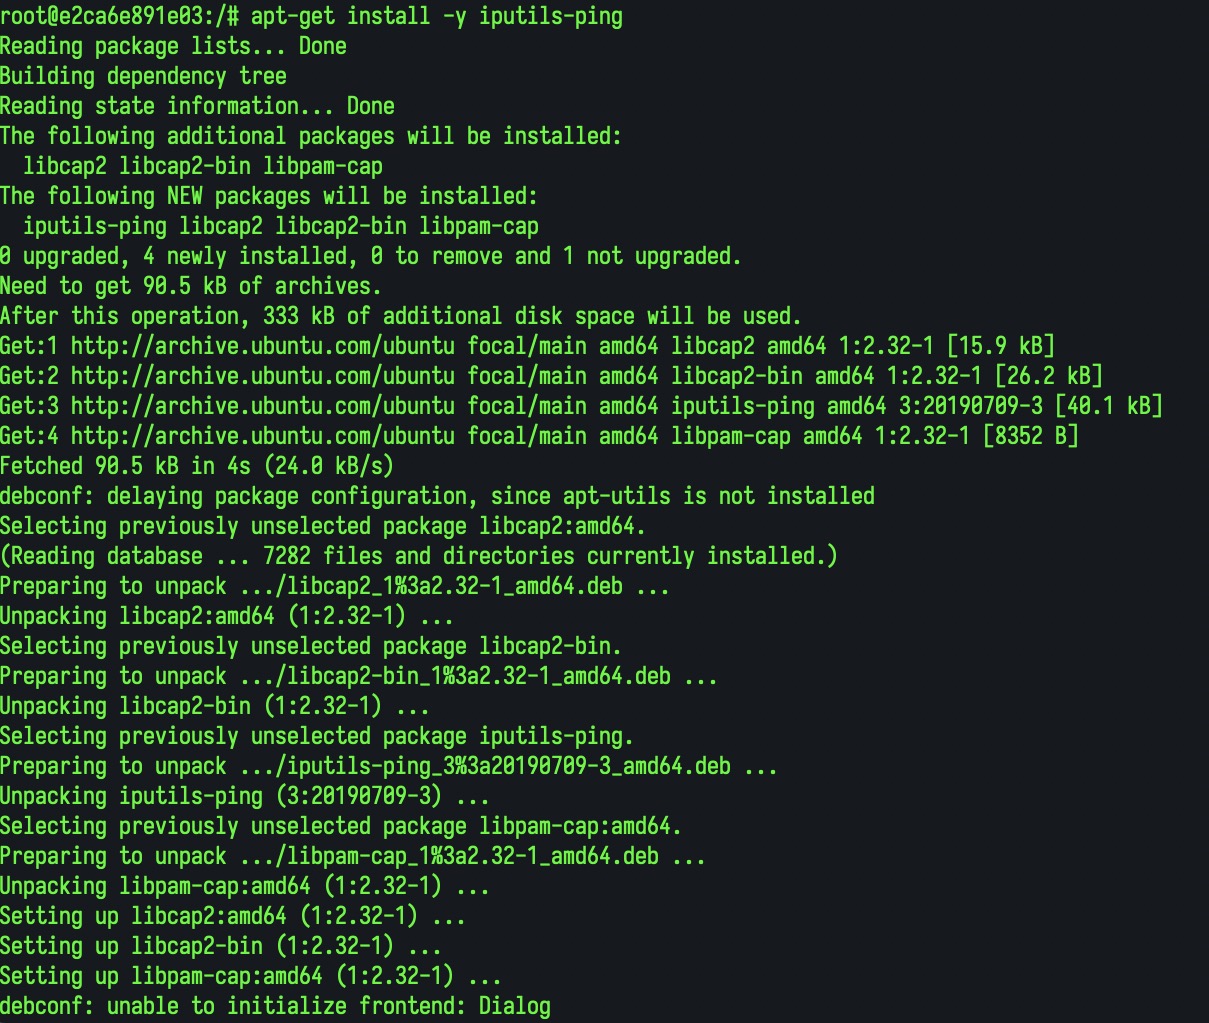 root@e2ca6e891e03:/# apt-get install -y iputils-ping
Reading package lists... Done
Building dependency tree
Reading state information... Done
The following additional packages will be installed:
  libcap2 libcap2-bin libpam-cap
The following NEW packages will be installed:
  iputils-ping libcap2 libcap2-bin libpam-cap
0 upgraded, 4 newly installed, 0 to remove and 1 not upgraded.
Need to get 90.5 kB of archives.
After this operation, 333 kB of additional disk space will be used.
Get:1 http://archive.ubuntu.com/ubuntu focal/main amd64 libcap2 amd64 1:2.32-1 [15.9 kB]
Get:2 http://archive.ubuntu.com/ubuntu focal/main amd64 libcap2-bin amd64 1:2.32-1 [26.2 kB]
Get:3 http://archive.ubuntu.com/ubuntu focal/main amd64 iputils-ping amd64 3:20190709-3 [40.1 kB]
Get:4 http://archive.ubuntu.com/ubuntu focal/main amd64 libpam-cap amd64 1:2.32-1 [8352 B]
Fetched 90.5 kB in 4s (24.0 kB/s)
debconf: delaying package configuration, since apt-utils is not installed
Selecting previously unselected package libcap2:amd64.
(Reading database ... 7282 files and directories currently installed.)
Preparing to unpack .../libcap2_1%3a2.32-1_amd64.deb ...
Unpacking libcap2:amd64 (1:2.32-1) ...
Selecting previously unselected package libcap2-bin.
Preparing to unpack .../libcap2-bin_1%3a2.32-1_amd64.deb ...
Unpacking libcap2-bin (1:2.32-1) ...
Selecting previously unselected package iputils-ping.
Preparing to unpack .../iputils-ping_3%3a20190709-3_amd64.deb ...
Unpacking iputils-ping (3:20190709-3) ...
Selecting previously unselected package libpam-cap:amd64.
Preparing to unpack .../libpam-cap_1%3a2.32-1_amd64.deb ...
Unpacking libpam-cap:amd64 (1:2.32-1) ...
Setting up libcap2:amd64 (1:2.32-1) ...
Setting up libcap2-bin (1:2.32-1) ...
Setting up libpam-cap:amd64 (1:2.32-1) ...
debconf: unable to initialize frontend: Dialog